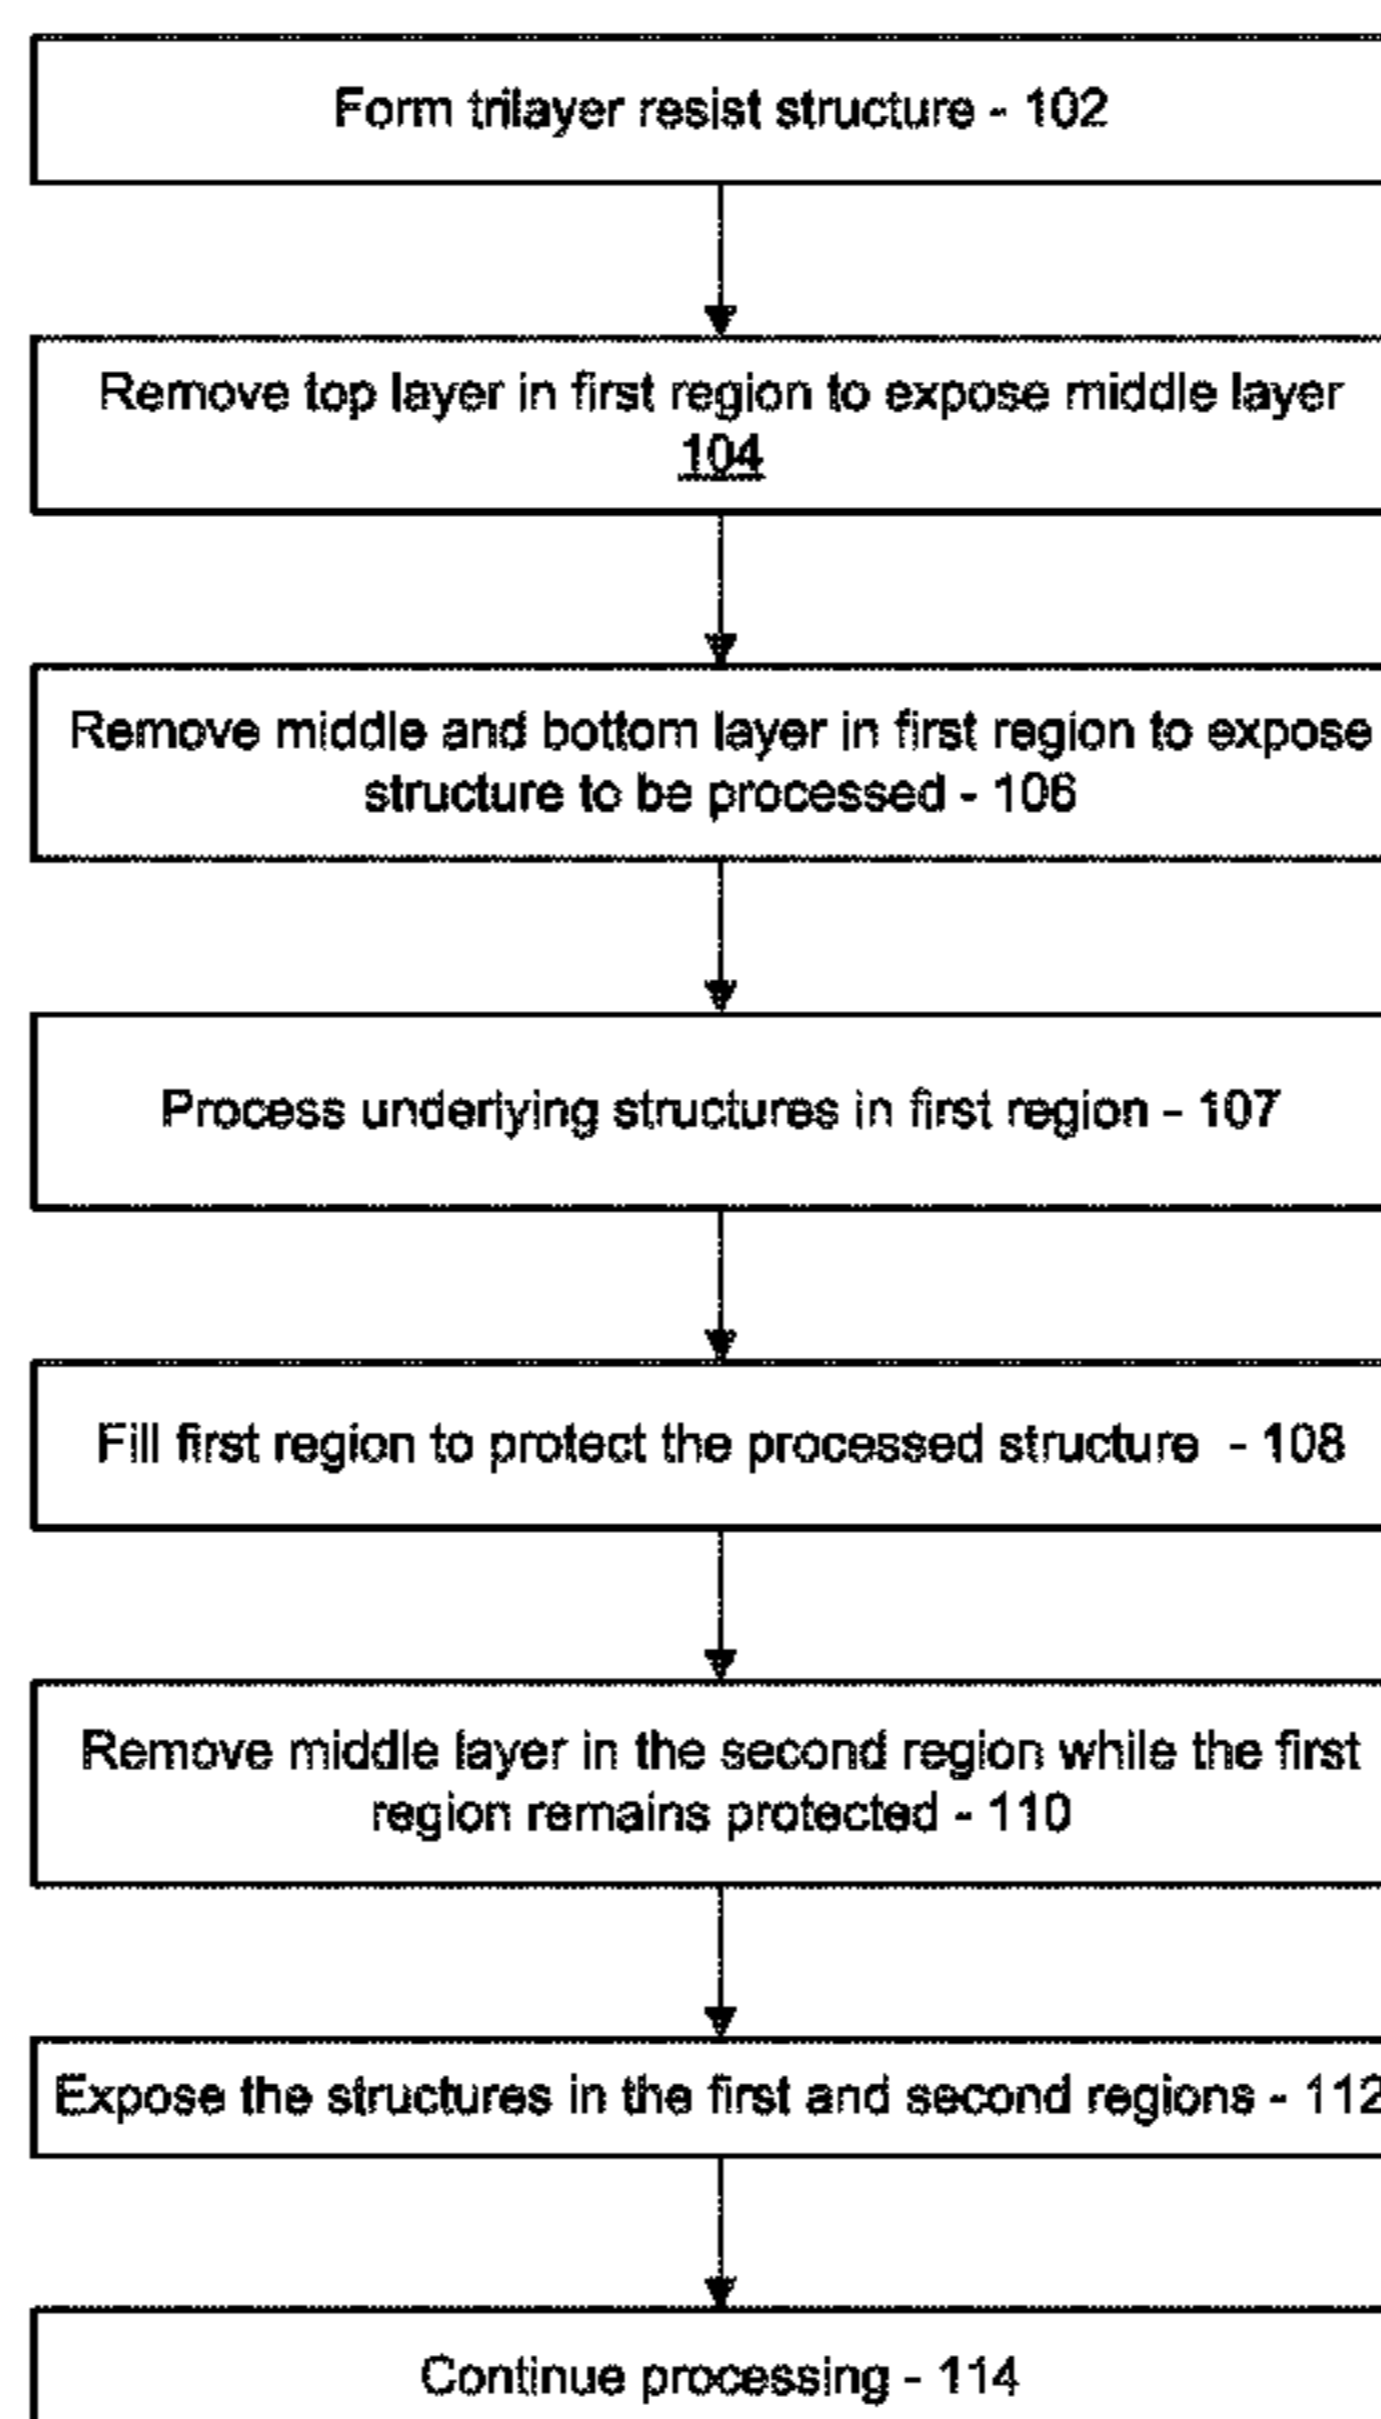 Form trilayer resist structure - 102
Remove top layer in first region to expose middle layer
104
Remove middle and bottom layer in first region to expose
structure to be processed - 106
Process underlying structures in first region - 107
Fill first region to protect the processed structure - 108
Remove middle layer in the second region while the first
region remains protected - 110
Expose the structures in the first and second regions - 112
Continue processing - 114